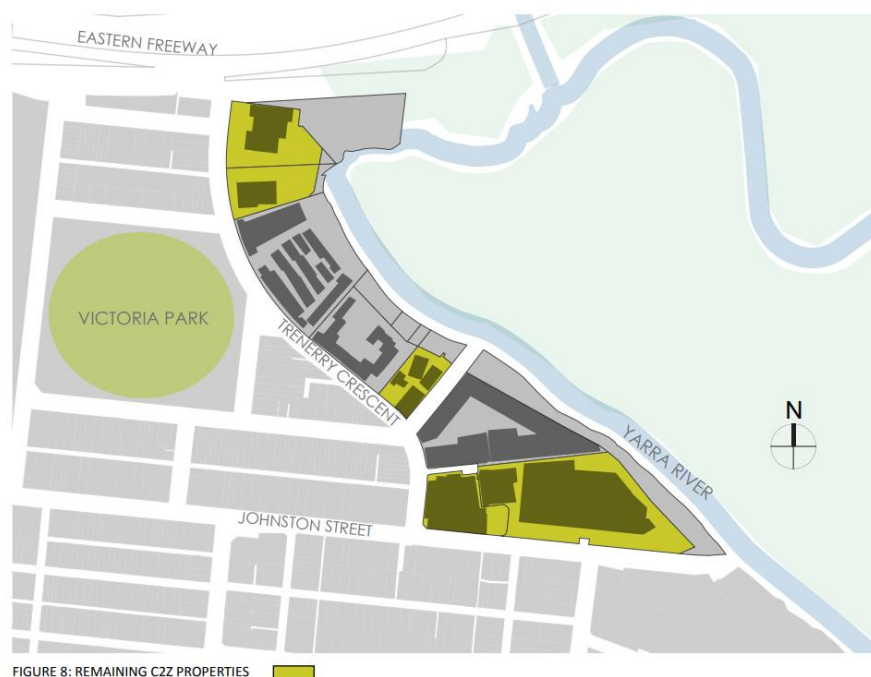 EASTERN FREEWAY
VICTORIA PARK
TRENERRY CRESCENT
N
YARRA RIVER
JOHNSTON STREET
FIGURE 8: REMAINING C2Z PROPERTIES